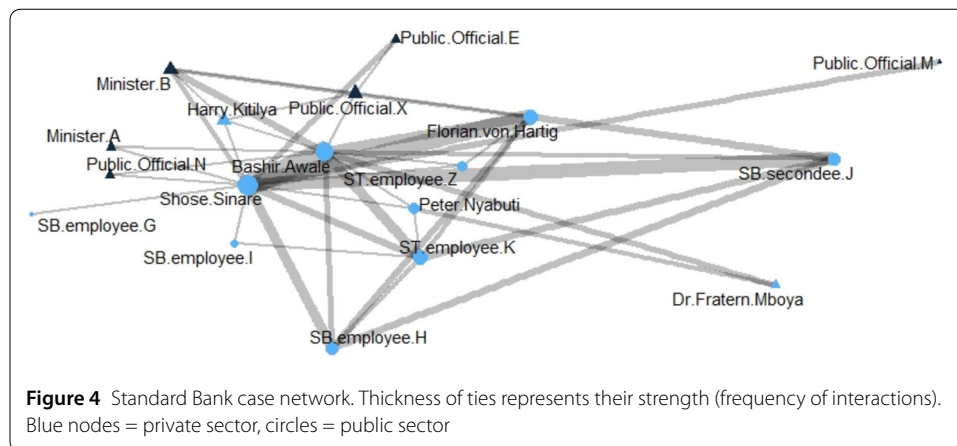 Public.Official.E
Public.Official.M
Minister.B
Harry.Kitilya
Public.Official.X
Florian.von.Hartig
Minister.A
Public.Official.N
Bashir.Awale
ST.employee.Z
SB.secondee.J
Shose.Sinare
Peter.Nyabuti
SB.employee.G
ST.employee.K
SB.employee.I
Dr.Fratern.Mboya
SB.employee.H
Figure 4 Standard Bank case network. Thickness of ties represents their strength (frequency of interactions).
Blue nodes = private sector, circles = public sector